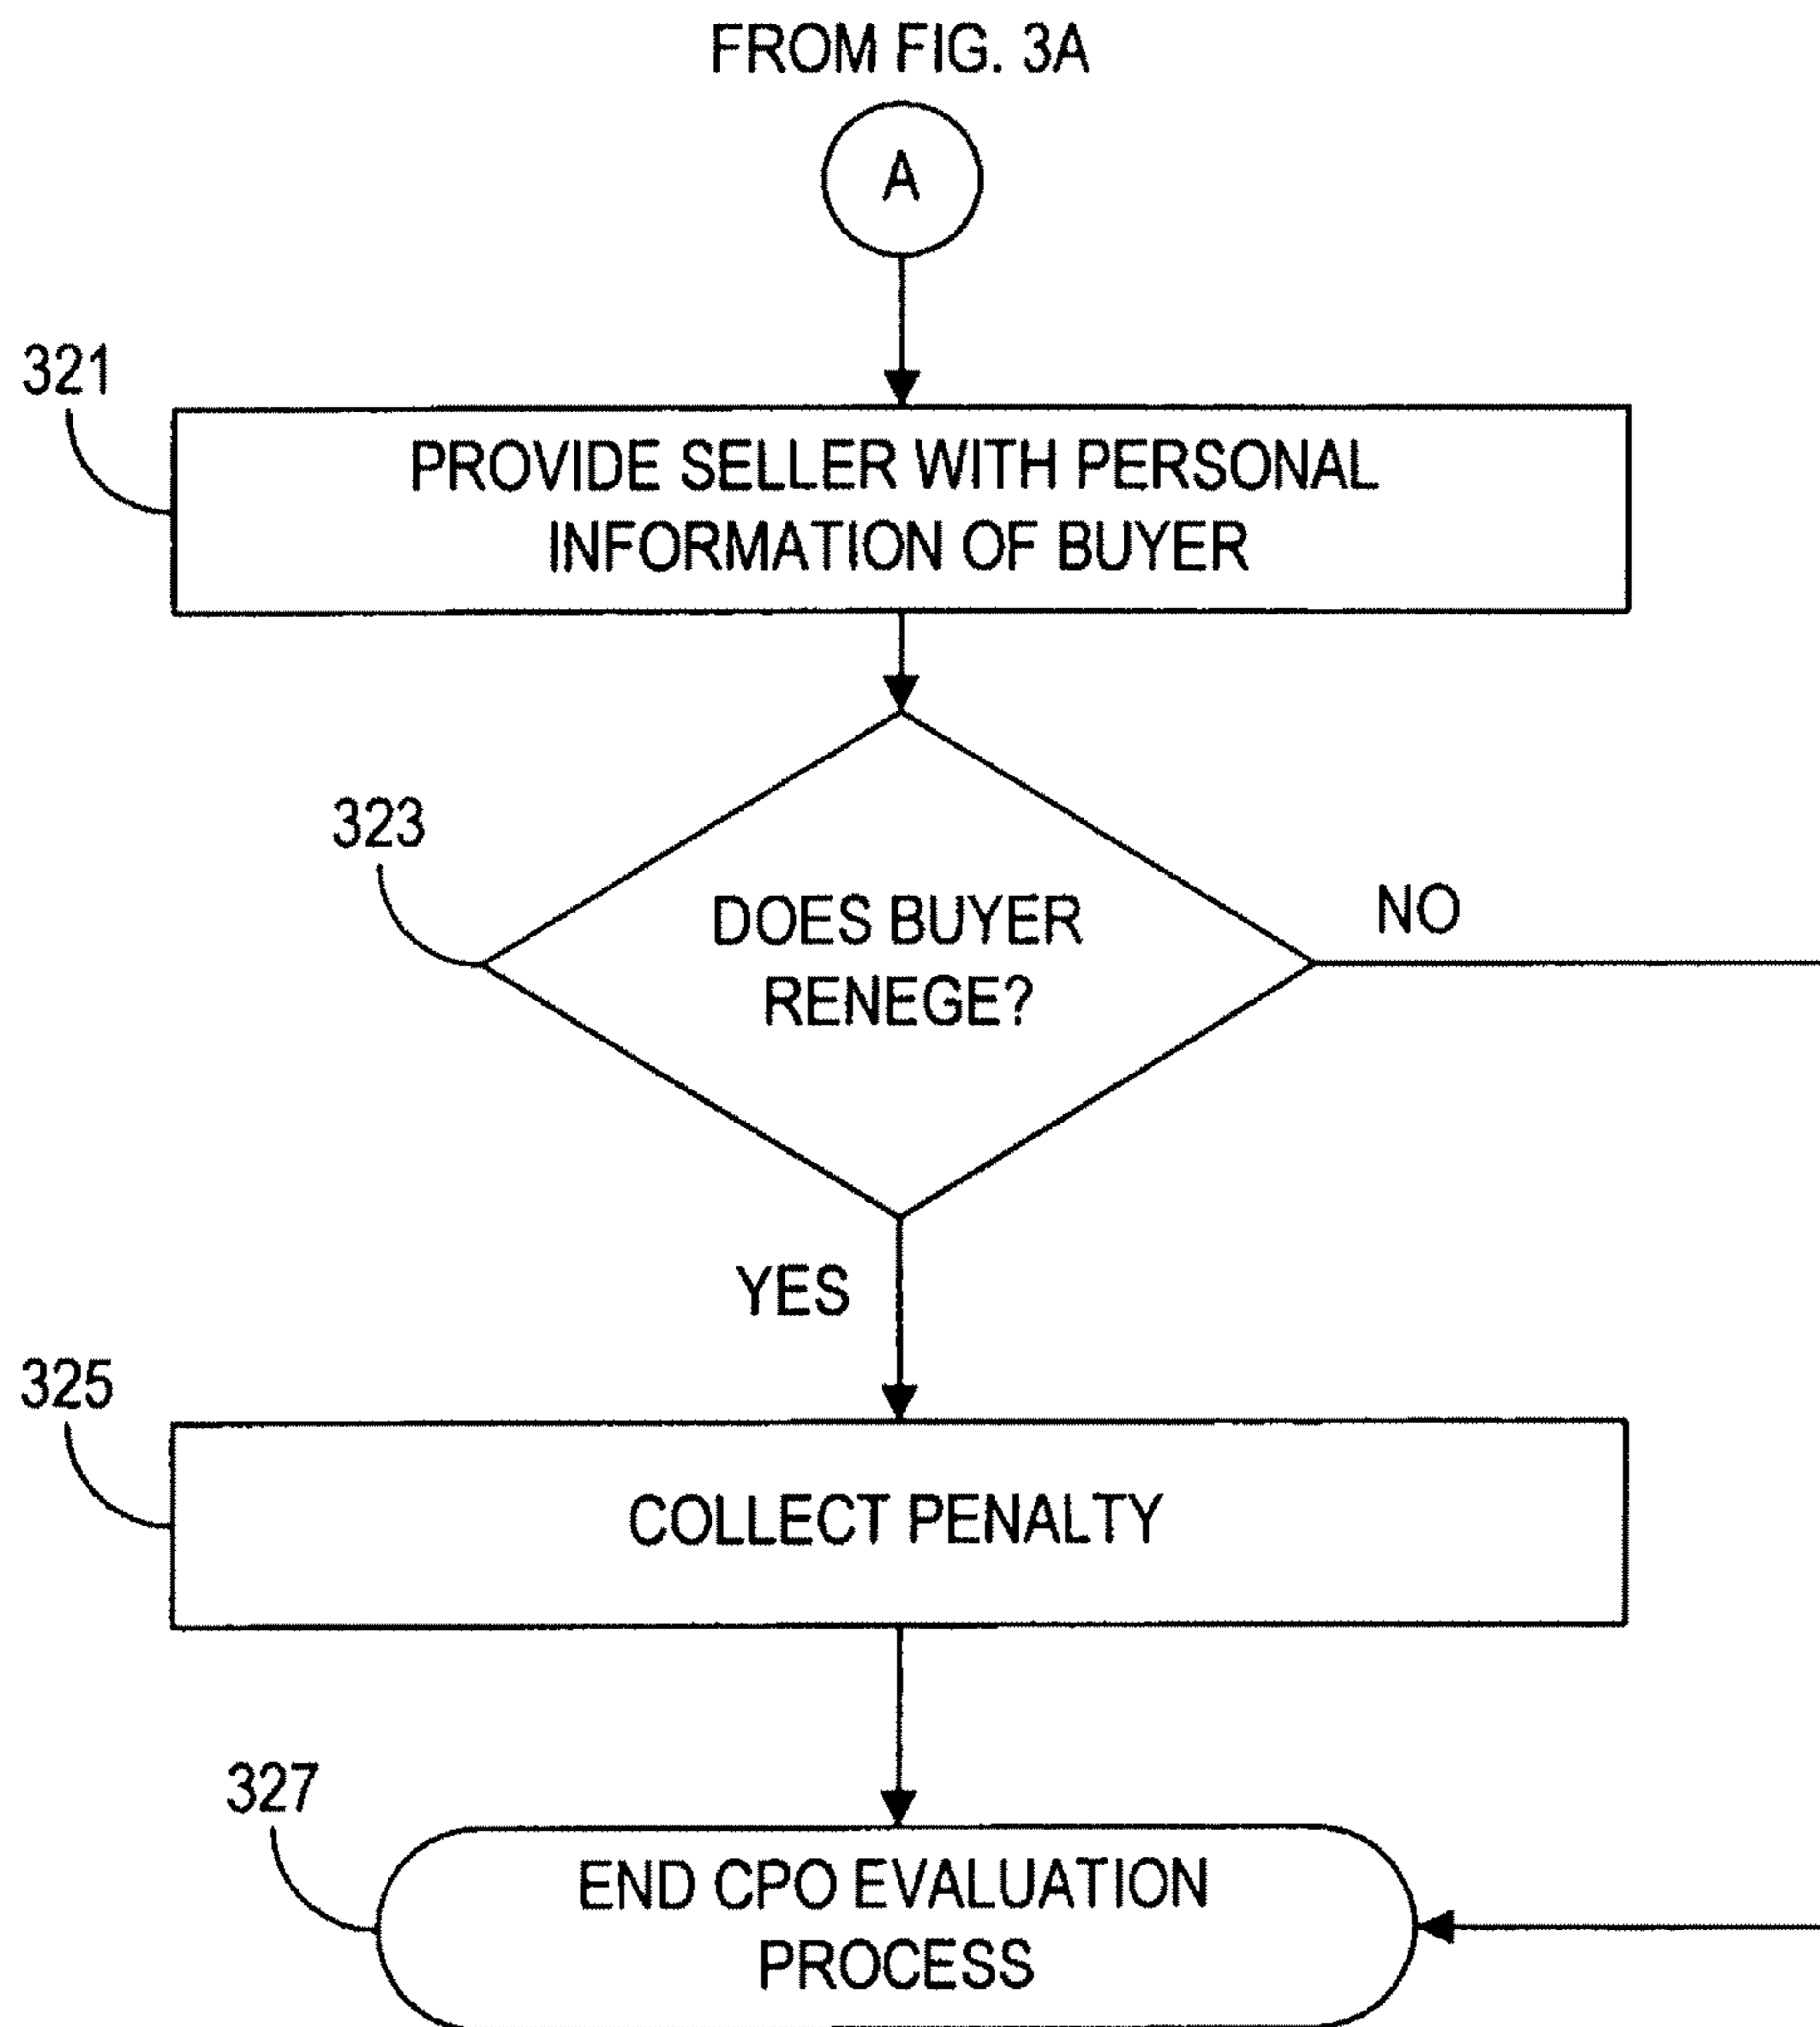 FROM FIG. 3A
A
321
PROVIDE SELLER WITH PERSONAL
INFORMATION OF BUYER
323
DOES BUYER
RENEGE?
NO
YES
325
COLLECT PENALTY
327
END CPO EVALUATION
PROCESS